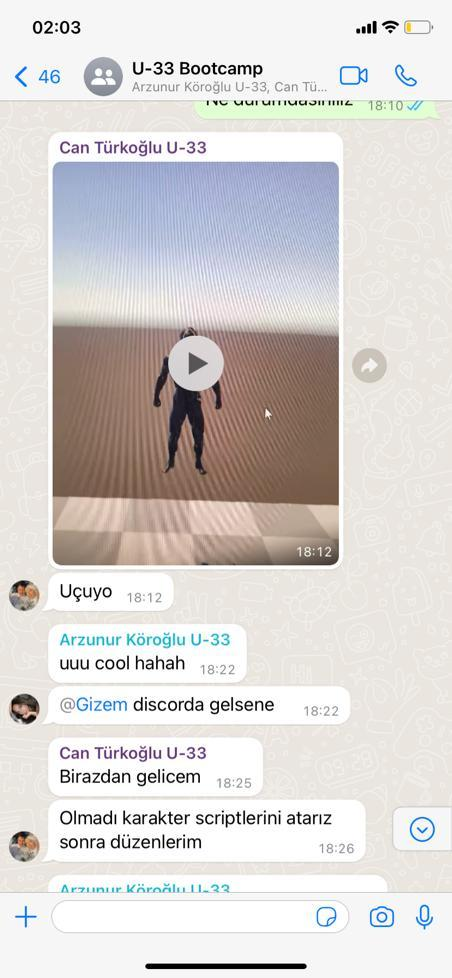 02:03
46
U-33 Bootcamp
Arzunur Köroğlu U-33, Can Tü...
Ne durumdasınız 18:10
Can Türkoğlu U-33
18:12
Uçuyo 18:12
Arzunur Köroğlu U-33
uuu cool hahah 18:22
@Gizem discorda gelsene 18:22
Can Türkoğlu U-33
Birazdan gelicem 18:25
Olmadı karakter scriptlerini atarız
sonra düzenlerim 18:26
Arzunur Köroğlu U-33